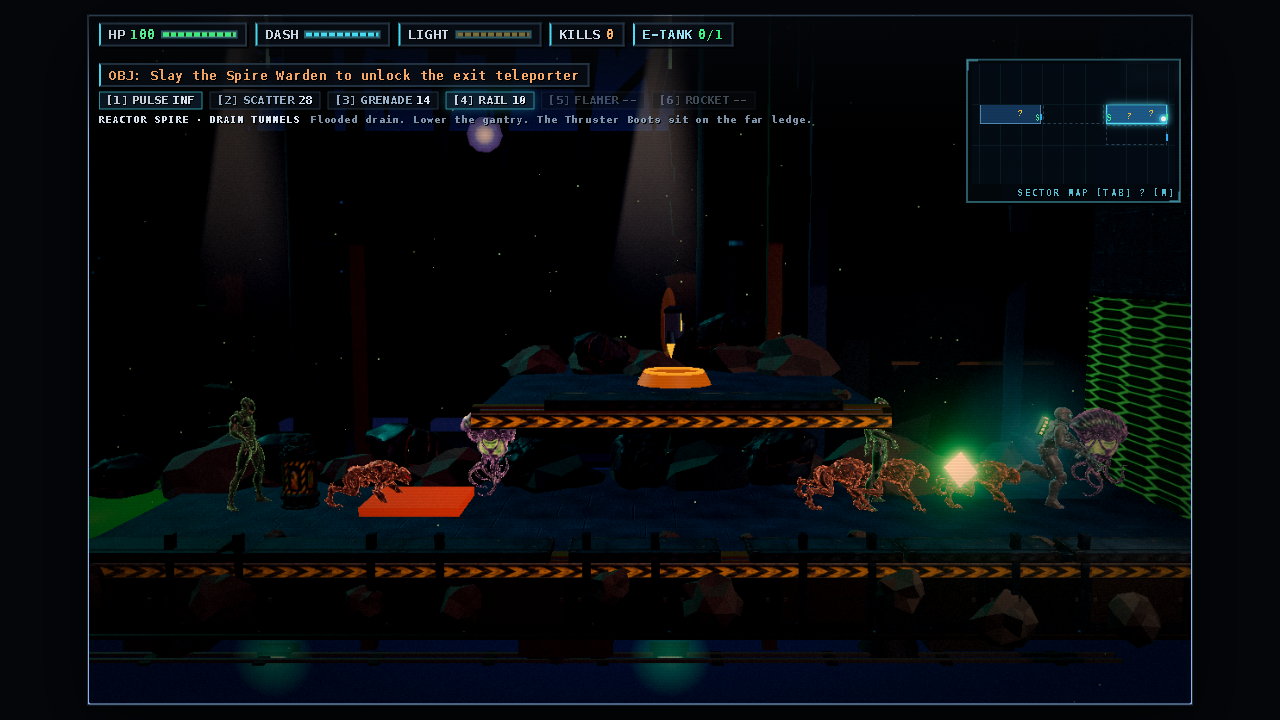 HP 100 DASH LIGHT KILLS 0 E-TANK 0/1
OBJ: Slay the Spire Warden to unlock the exit teleporter
[1] PULSE INF [2] SCATTER 28 [3] GRENADE 14 [4] RAIL 10 [5] FLAMER -- [6] ROCKET --
REACTOR SPIRE · DRAIN TUNNELS Flooded drain. Lower the gantry. The Thruster Boots sit on the far ledge.
? S S ? ?
SECTOR MAP [TAB] ? [M]